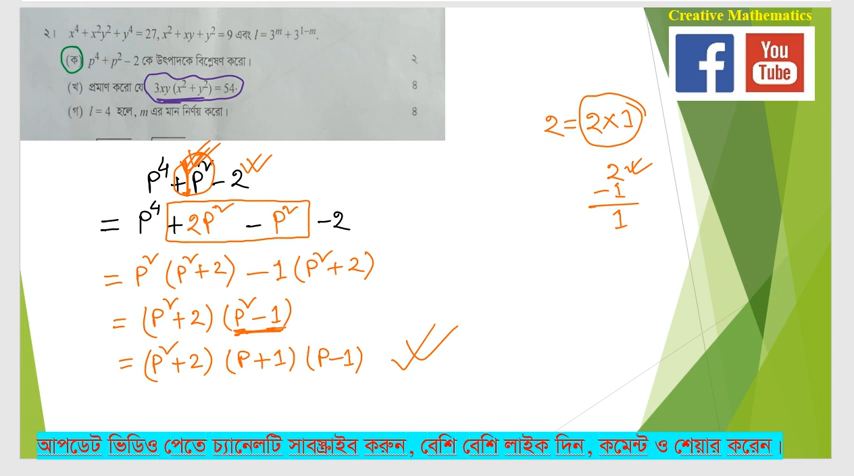 Creative Mathematics
You
Tube
২। x⁴ + x²y² + y⁴ = 27, x² + xy + y² = 9 এবং l = 3ᵐ + 3¹⁻ᵐ.
(ক) p⁴ + p² – 2 কে উৎপাদকে বিশ্লেষণ করো। ২
(খ) প্রমাণ করো যে 3xy (x² + y²) = 54. ৪
(গ) l = 4 হলে, m এর মান নির্ণয় করো। ৪
2 = 2×1
2
−1
1
P⁴ + P² − 2
= P⁴ + 2P² − P² − 2
= P² (P²+2) − 1 (P²+2)
= (P²+2) (P²−1)
= (P²+2) (P+1) (P−1)
আপডেট ভিডিও পেতে চ্যানেলটি সাবস্ক্রাইব করুন, বেশি বেশি লাইক দিন, কমেন্ট ও শেয়ার করেন।